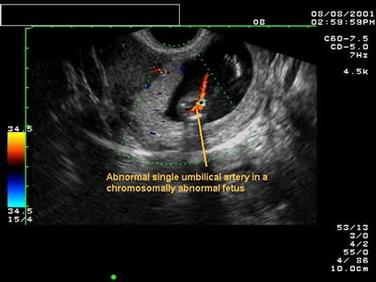 08/08/2001
OB 02:59:59PM
C60-7.5
CD-5.0
7Hz
4.5k
34.5
34.5
15/4
Abnormal single umbilical artery in a
chromosomally abnormal fetus
53/13
3/0
4/2
55/0
4/ 86
10.0cm